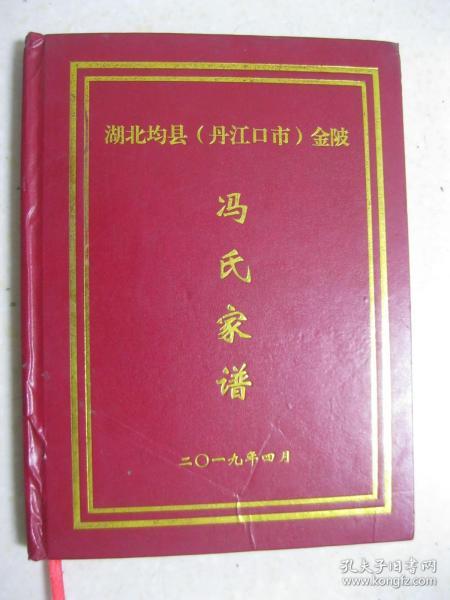 湖北均县（丹江口市）金陂
冯氏家谱
二〇一九年四月
孔夫子旧书网
www.kongfz.com